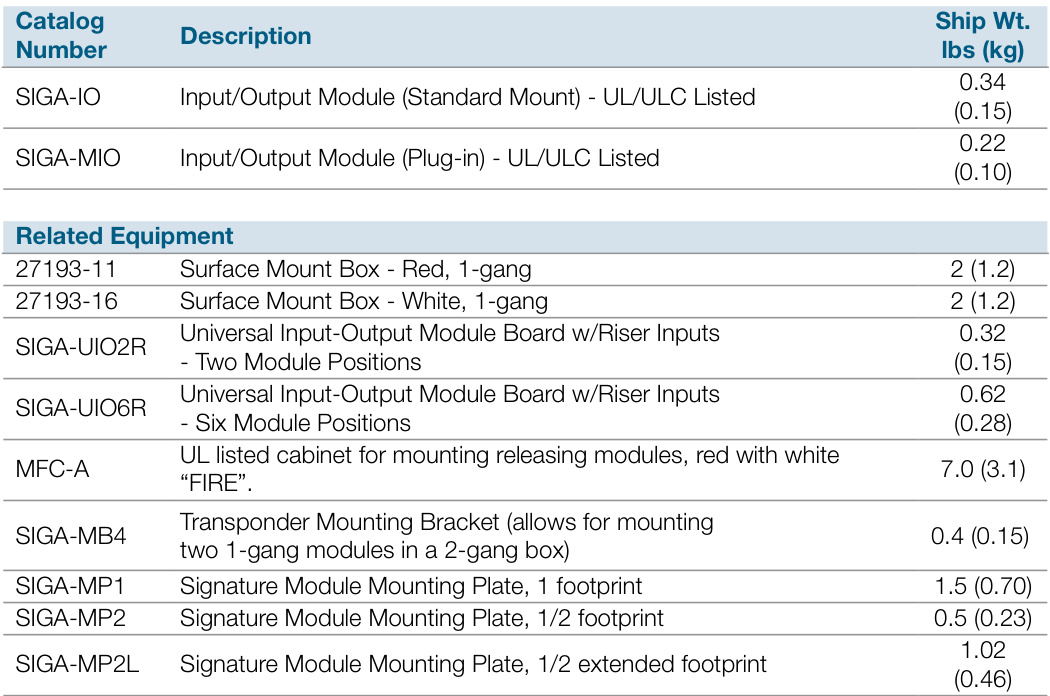 Catalog Number Description Ship Wt. lbs (kg)
SIGA-IO Input/Output Module (Standard Mount) - UL/ULC Listed 0.34 (0.15)
SIGA-MIO Input/Output Module (Plug-in) - UL/ULC Listed 0.22 (0.10)
Related Equipment
27193-11 Surface Mount Box - Red, 1-gang 2 (1.2)
27193-16 Surface Mount Box - White, 1-gang 2 (1.2)
SIGA-UIO2R Universal Input-Output Module Board w/Riser Inputs
- Two Module Positions 0.32 (0.15)
SIGA-UIO6R Universal Input-Output Module Board w/Riser Inputs
- Six Module Positions 0.62 (0.28)
MFC-A UL listed cabinet for mounting releasing modules, red with white
“FIRE”. 7.0 (3.1)
SIGA-MB4 Transponder Mounting Bracket (allows for mounting
two 1-gang modules in a 2-gang box) 0.4 (0.15)
SIGA-MP1 Signature Module Mounting Plate, 1 footprint 1.5 (0.70)
SIGA-MP2 Signature Module Mounting Plate, 1/2 footprint 0.5 (0.23)
SIGA-MP2L Signature Module Mounting Plate, 1/2 extended footprint 1.02 (0.46)